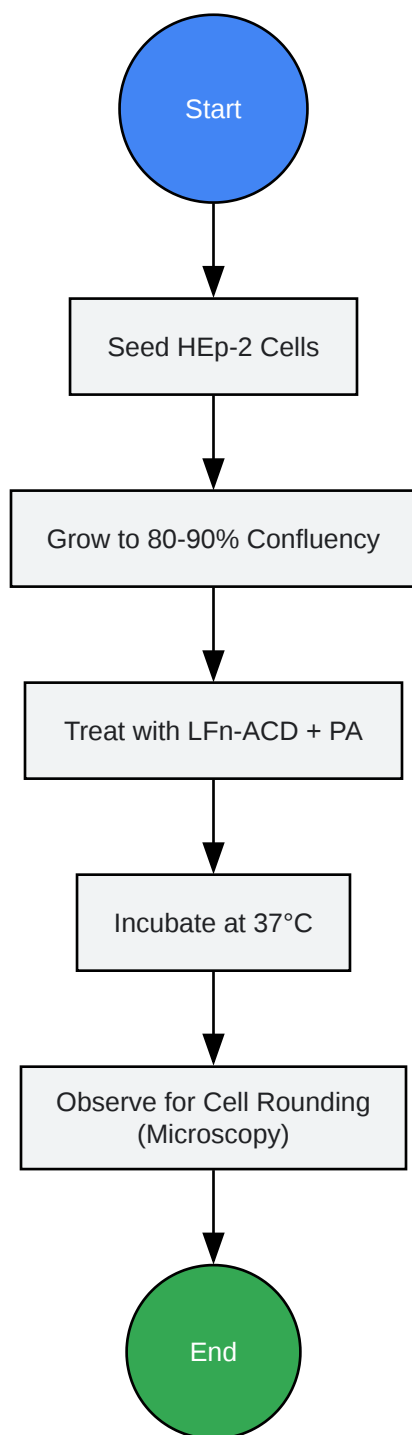 Start
Seed HEp-2 Cells
Grow to 80-90% Confluency
Treat with LFn-ACD + PA
Incubate at 37°C
Observe for Cell Rounding
(Microscopy)
End